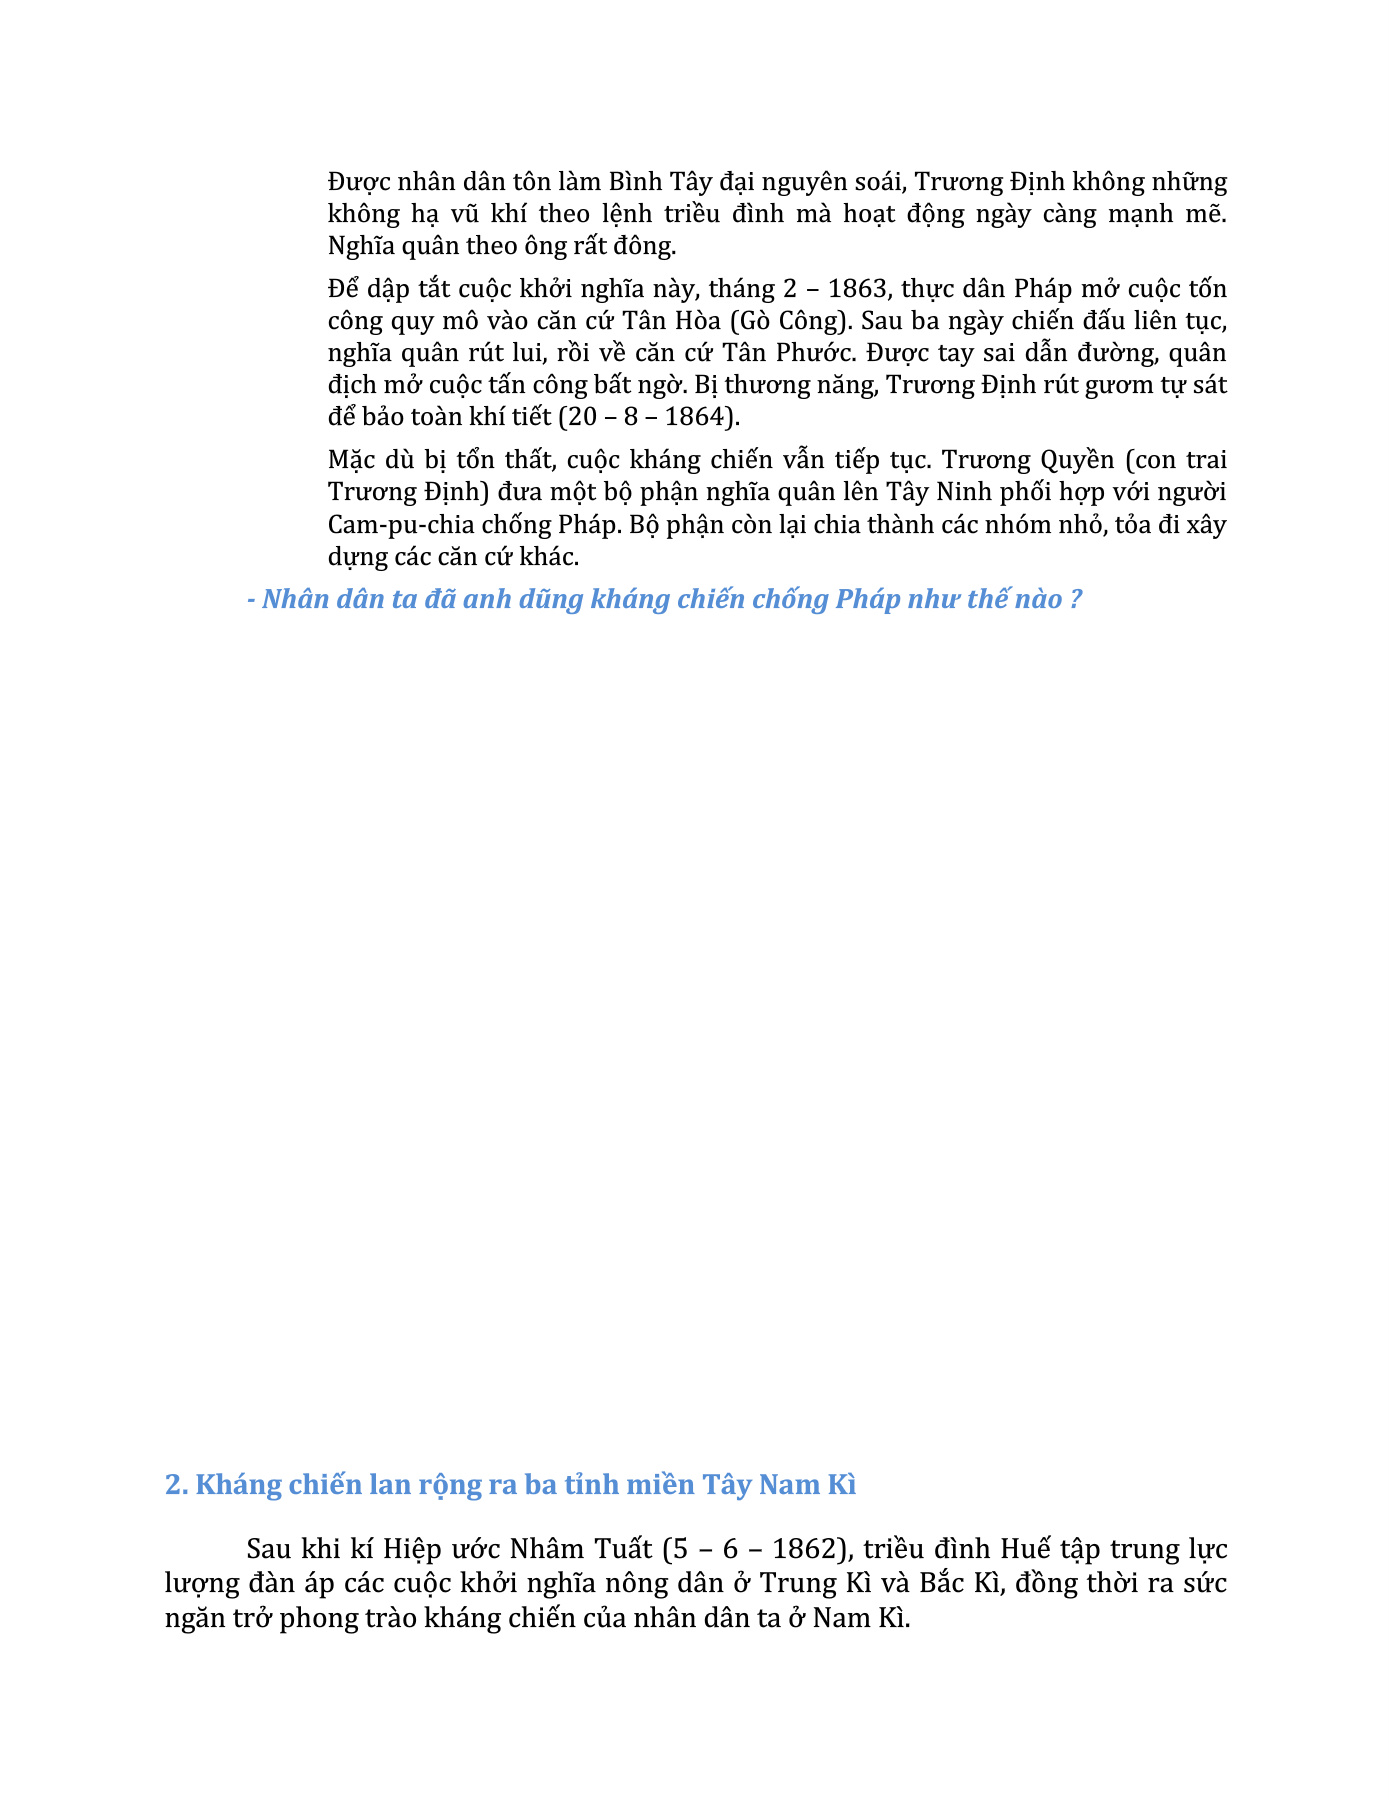 Được nhân dân tôn làm Bình Tây đại nguyên soái, Trương Định không những
không hạ vũ khí theo lệnh triều đình mà hoạt động ngày càng mạnh mẽ.
Nghĩa quân theo ông rất đông.
Để dập tắt cuộc khởi nghĩa này, tháng 2 – 1863, thực dân Pháp mở cuộc tốn
công quy mô vào căn cứ Tân Hòa (Gò Công). Sau ba ngày chiến đấu liên tục,
nghĩa quân rút lui, rồi về căn cứ Tân Phước. Được tay sai dẫn đường, quân
địch mở cuộc tấn công bất ngờ. Bị thương năng, Trương Định rút gươm tự sát
để bảo toàn khí tiết (20 – 8 – 1864).
Mặc dù bị tổn thất, cuộc kháng chiến vẫn tiếp tục. Trương Quyền (con trai
Trương Định) đưa một bộ phận nghĩa quân lên Tây Ninh phối hợp với người
Cam-pu-chia chống Pháp. Bộ phận còn lại chia thành các nhóm nhỏ, tỏa đi xây
dựng các căn cứ khác.
- Nhân dân ta đã anh dũng kháng chiến chống Pháp như thế nào ?
2. Kháng chiến lan rộng ra ba tỉnh miền Tây Nam Kì
Sau khi kí Hiệp ước Nhâm Tuất (5 – 6 – 1862), triều đình Huế tập trung lực
lượng đàn áp các cuộc khởi nghĩa nông dân ở Trung Kì và Bắc Kì, đồng thời ra sức
ngăn trở phong trào kháng chiến của nhân dân ta ở Nam Kì.